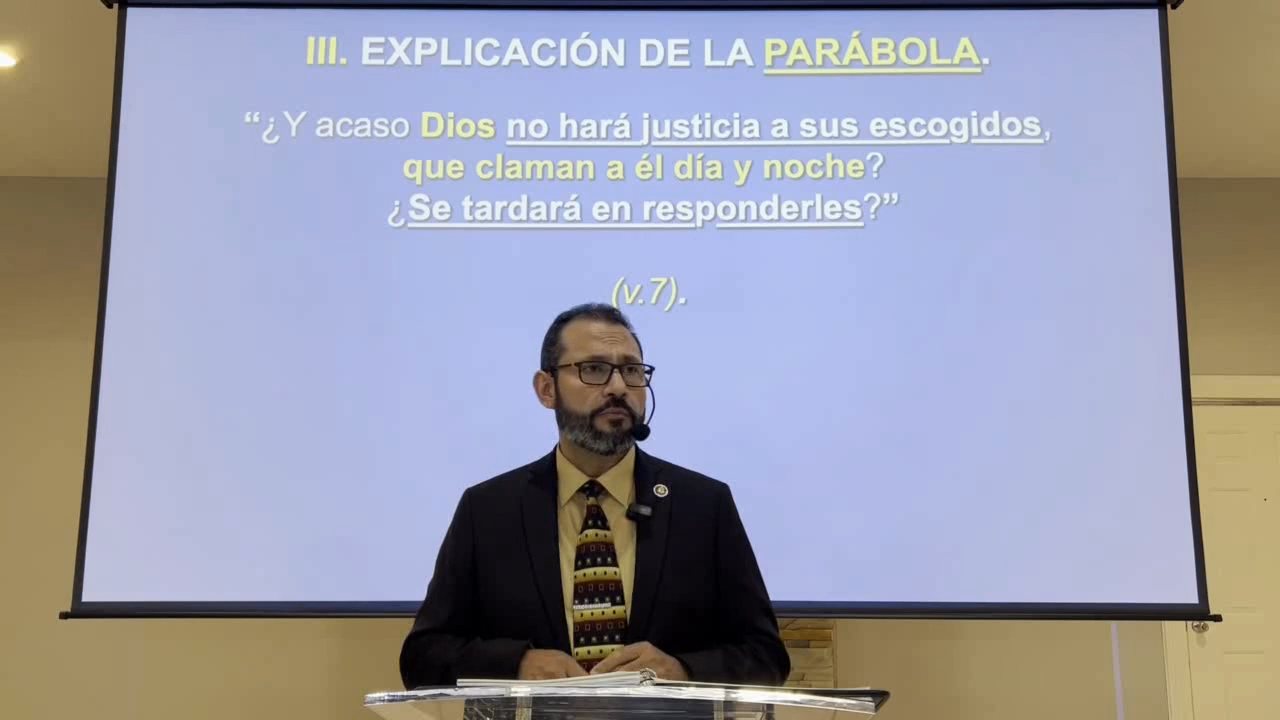 III. EXPLICACIÓN DE LA PARÁBOLA.
“¿Y acaso Dios no hará justicia a sus escogidos,
que claman a él día y noche?
¿Se tardará en responderles?”
(v.7).